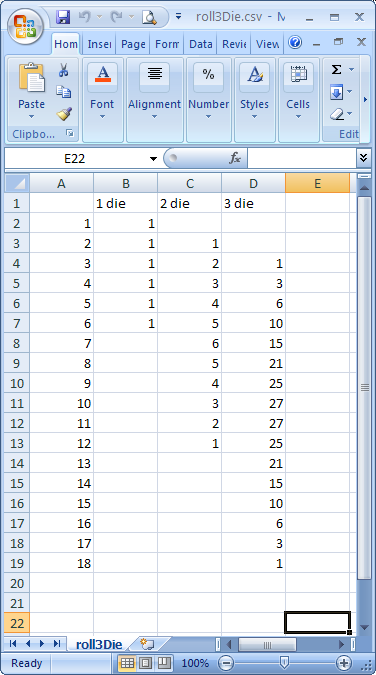 roll3Die.csv - M
Hom Inser Page Form Data Revie View
Paste Font Alignment Number Styles Cells Σ
Clipbo... Edit
E22 fx
A B C D E
1 1 die 2 die 3 die
2 1 1
3 2 1 1
4 3 1 2 1
5 4 1 3 3
6 5 1 4 6
7 6 1 5 10
8 7 6 15
9 8 5 21
10 9 4 25
11 10 3 27
12 11 2 27
13 12 1 25
14 13 21
15 14 15
16 15 10
17 16 6
18 17 3
19 18 1
20
21
22
roll3Die
Ready 100%